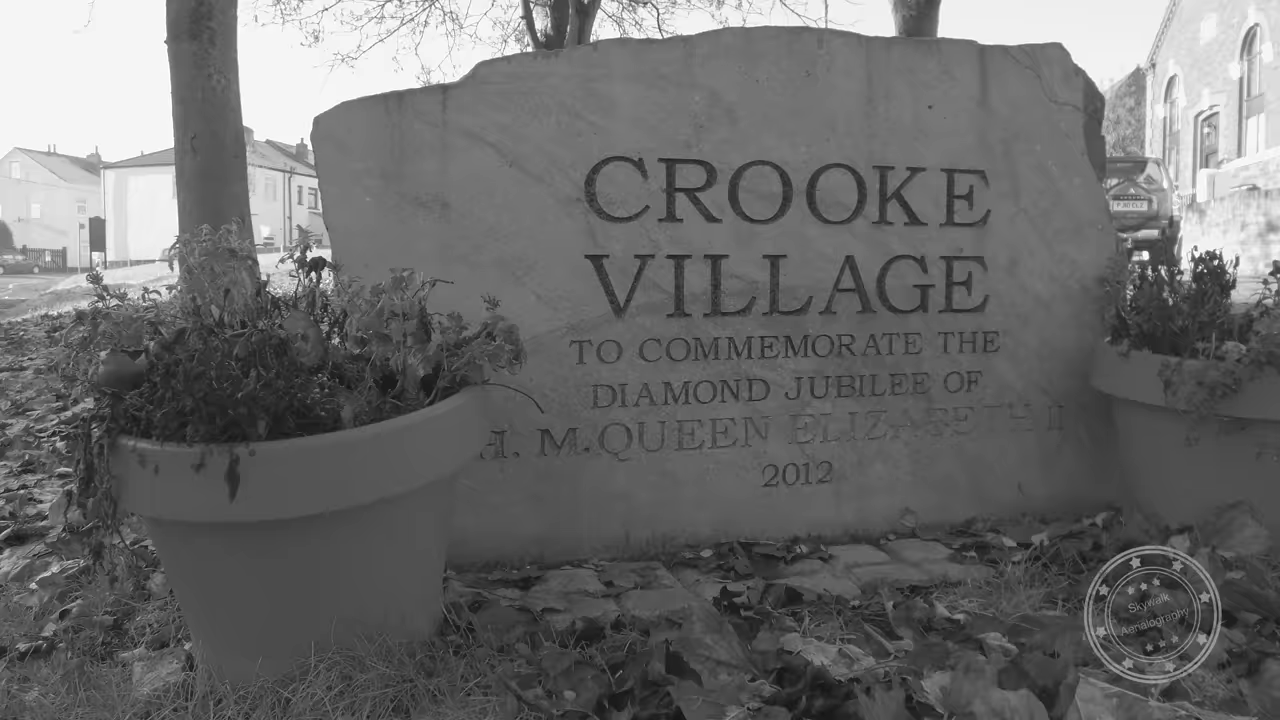 CROOKE
VILLAGE
TO COMMEMORATE THE
DIAMOND JUBILEE OF
H. M. QUEEN ELIZABETH II
2012
Skywalk
Aerialography